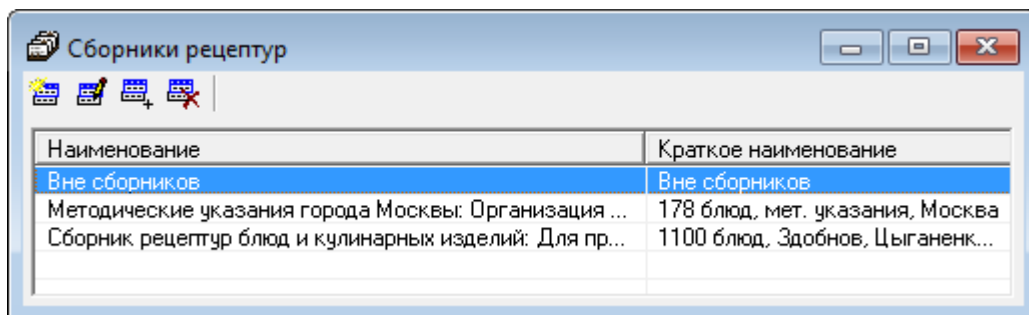 Сборники рецептур
Наименование Краткое наименование
Вне сборников Вне сборников
Методические указания города Москвы: Организация ... 178 блюд, мет. указания, Москва
Сборник рецептур блюд и кулинарных изделий: Для пр... 1100 блюд, Здобнов, Цыганенк...